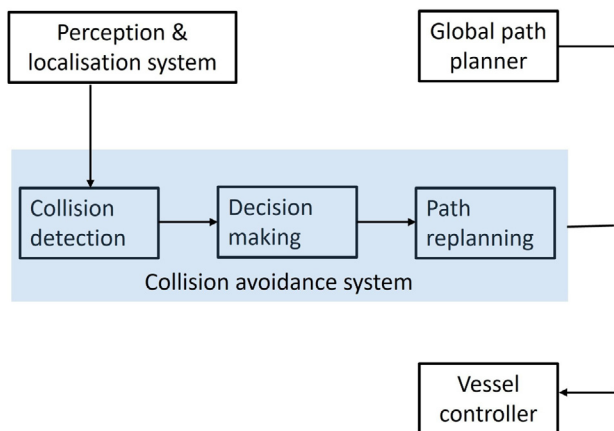 Perception &
localisation system
Global path
planner
Collision
detection
Decision
making
Path
replanning
Collision avoidance system
Vessel
controller